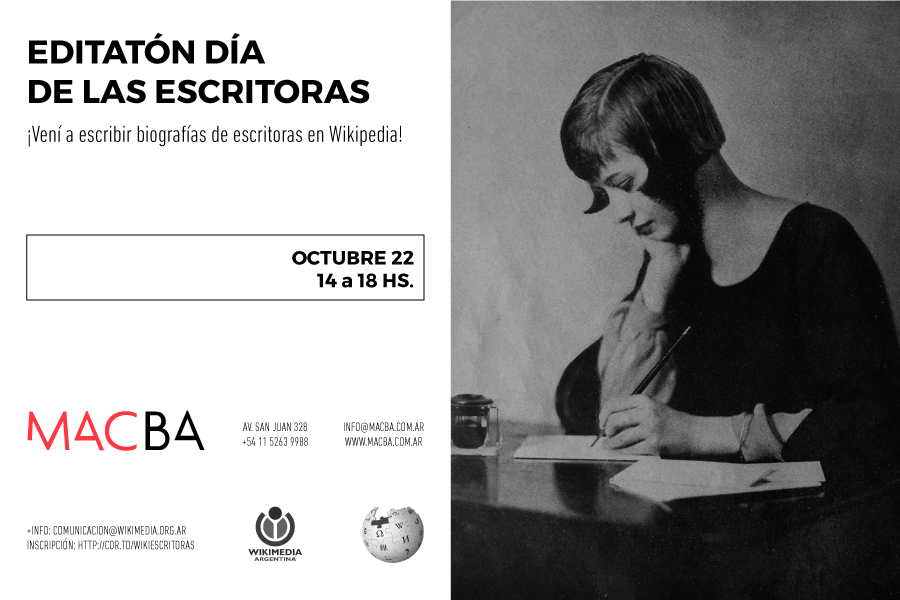 EDITATÓN DÍA
DE LAS ESCRITORAS
¡Vení a escribir biografías de escritoras en Wikipedia!
OCTUBRE 22
14 a 18 HS.
MACBA
AV. SAN JUAN 328
+54 11 5263 9988
INFO@MACBA.COM.AR
WWW.MACBA.COM.AR
+INFO: COMUNICACION@WIKIMEDIA.ORG.AR
INSCRIPCIÓN: HTTP://COR.TO/WIKIESCRITORAS
WIKIMEDIA
ARGENTINA
Ω W
И